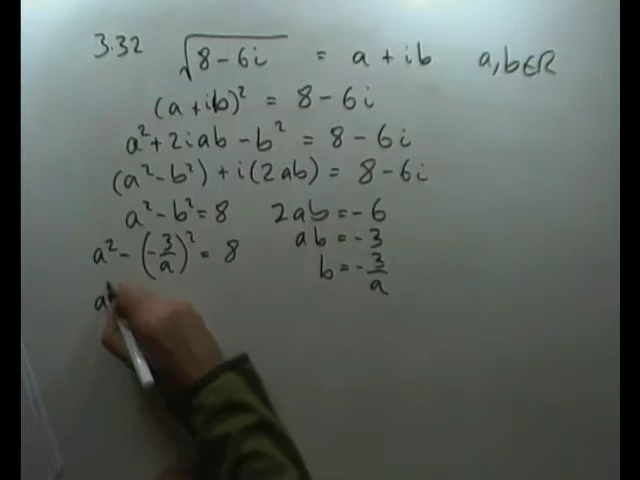 3.32 √(8-6i) = a + ib a,b∈R
(a+ib)² = 8-6i
a²+2iab-b² = 8-6i
(a²-b²)+i(2ab) = 8-6i
a²-b²=8 2ab=-6
a²-(-3/a)²=8 ab=-3
b=-3/a
a